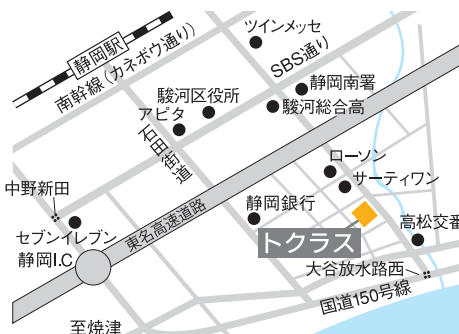 ツインメッセ
静岡駅
南幹線(カネボウ通り)
SBS通り
静岡南署
駿河区役所
アピタ
駿河総合高
石田街道
ローソン
サーティワン
中野新田
東名高速道路
静岡銀行
セブンイレブン
トクラス
高松交番
静岡I.C
大谷放水路西
国道150号線
至焼津